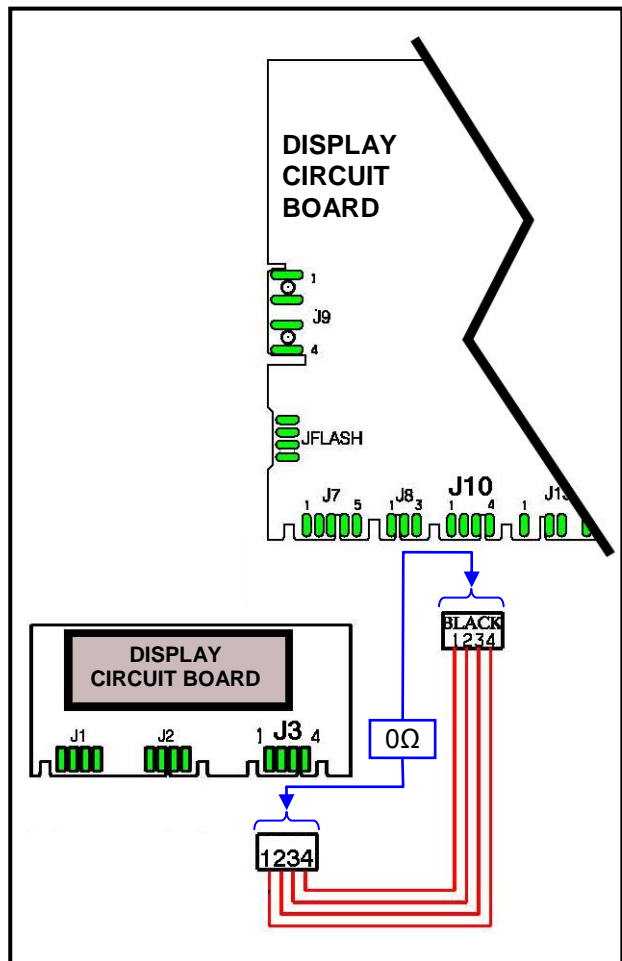 DISPLAY
CIRCUIT
BOARD
1
J9
4
JFLASH
J7 J8 J10
1 5 1 3 1 4 1
BLACK
1234
DISPLAY
CIRCUIT BOARD
J1 J2 1 J3 4
0Ω
1234